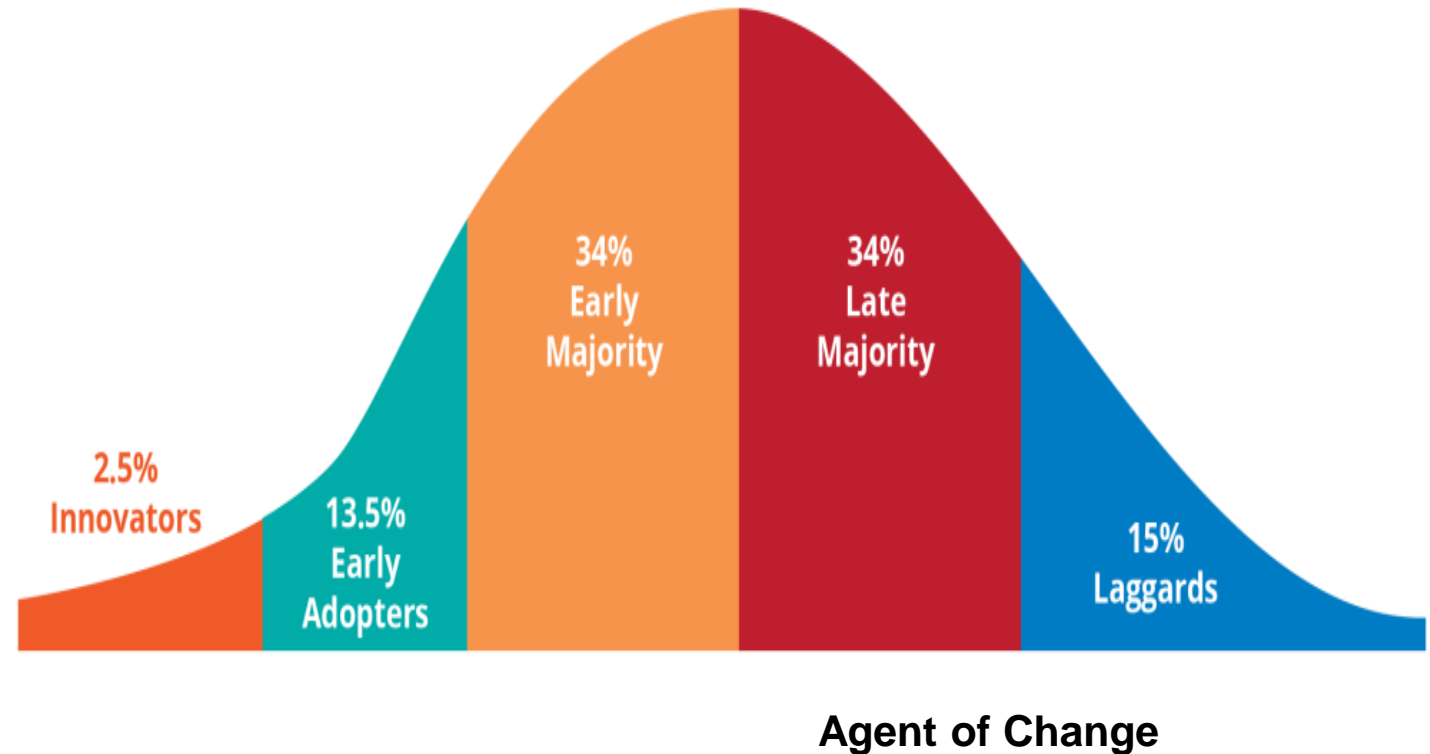 2.5%
Innovators
13.5%
Early
Adopters
34%
Early
Majority
34%
Late
Majority
15%
Laggards
Agent of Change